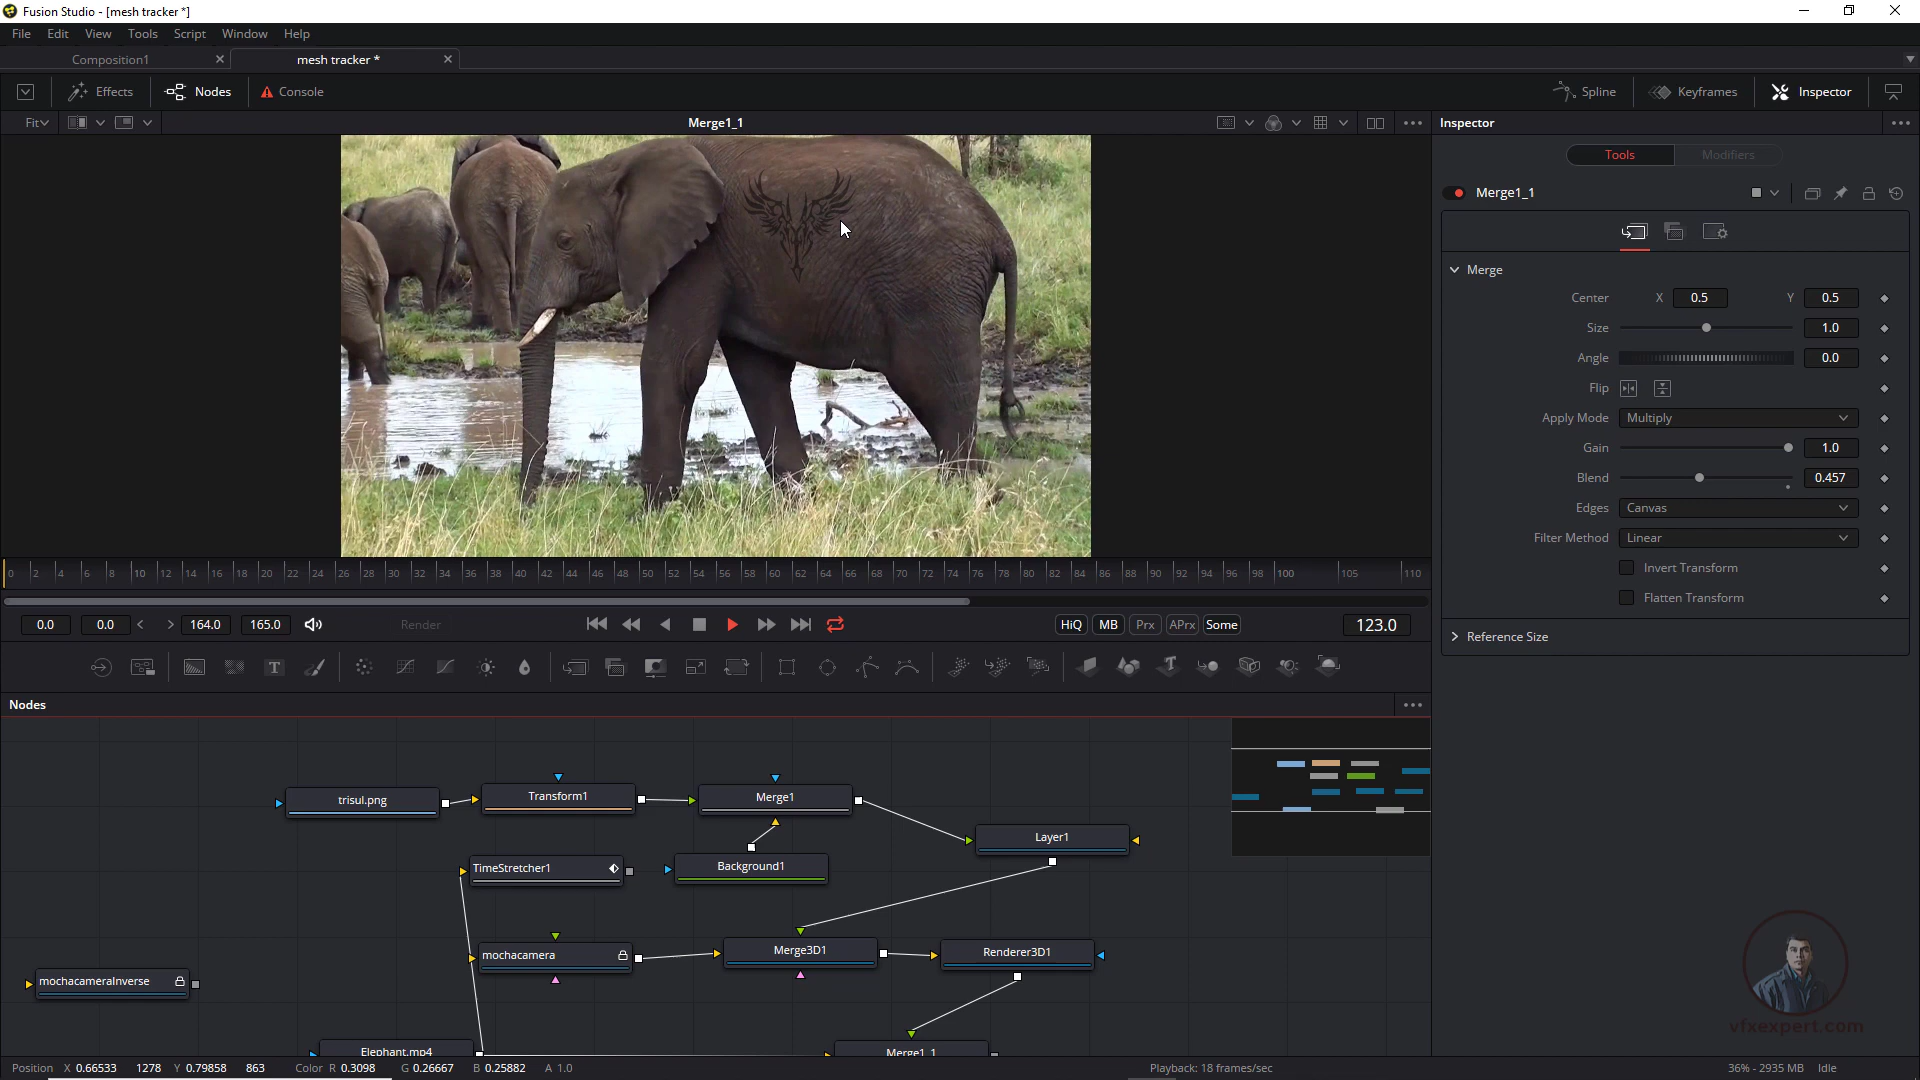 Fusion Studio - [mesh tracker *]
File Edit View Tools Script Window Help
Composition1 mesh tracker *
Effects Nodes Console Spline Keyframes Inspector
Fit Merge1_1 Inspector
Tools Modifiers
Merge1_1
Merge
Center X 0.5 Y 0.5
Size 1.0
Angle 0.0
Flip
Apply Mode Multiply
Gain 1.0
Blend 0.457
Edges Canvas
Filter Method Linear
Invert Transform
Flatten Transform
Reference Size
0 2 4 6 8 10 12 14 16 18 20 22 24 26 28 30 32 34 36 38 40 42 44 46 48 50 52 54 56 58 60 62 64 66 68 70 72 74 76 78 80 82 84 86 88 90 92 94 96 98 100 105 110
0.0 0.0 164.0 165.0 Render HiQ MB Prx APrx Some 123.0
Nodes
trisul.png Transform1 Merge1
Layer1
TimeStretcher1 Background1
mochacamera Merge3D1 Renderer3D1
mochacameraInverse
Elephant.mp4 Merge1_1
vfxexpert.com
Position X 0.66533 1278 Y 0.79858 863 Color R 0.3098 G 0.26667 B 0.25882 A 1.0 Playback: 18 frames/sec 36% - 2935 MB Idle